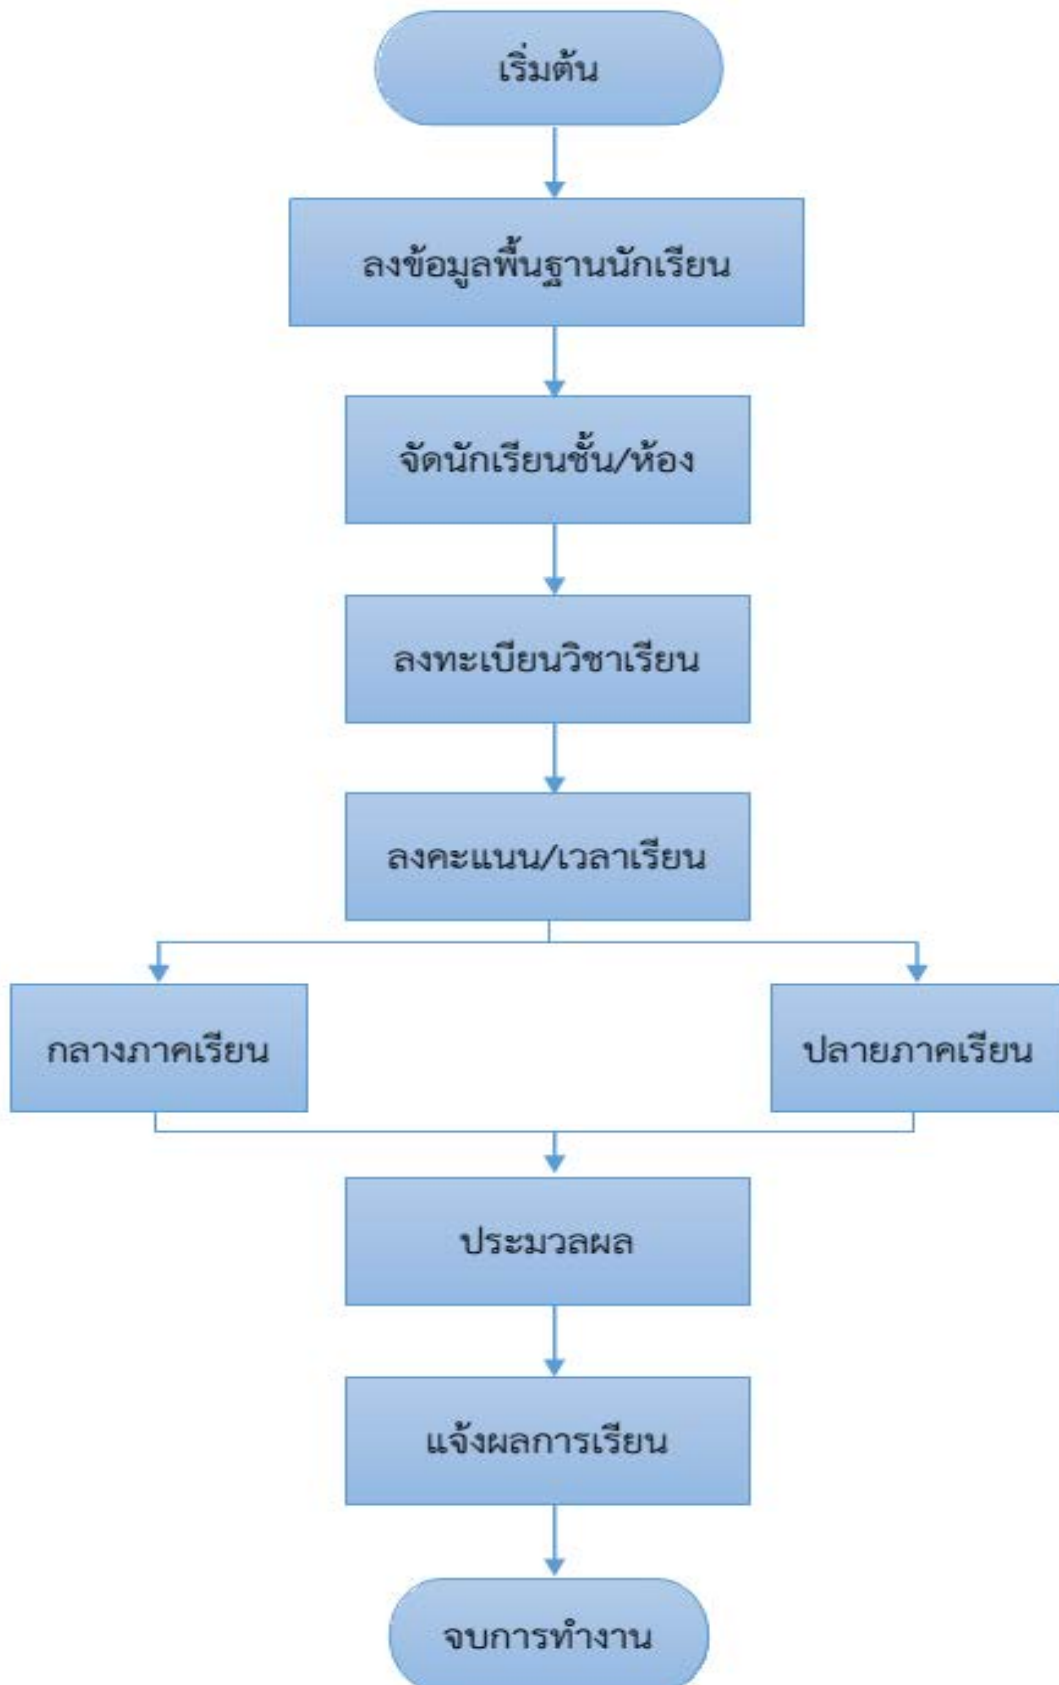 เริ่มต้น
ลงข้อมูลพื้นฐานนักเรียน
จัดนักเรียนชั้น/ห้อง
ลงทะเบียนวิชาเรียน
ลงคะแนน/เวลาเรียน
กลางภาคเรียน
ปลายภาคเรียน
ประมวลผล
แจ้งผลการเรียน
จบการทำงาน